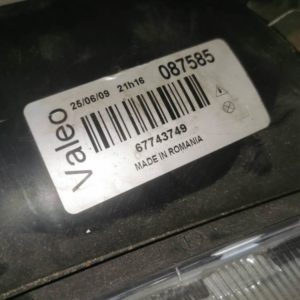 valeo
25/06/09 21h16 087585
67743749
MADE IN ROMANIA